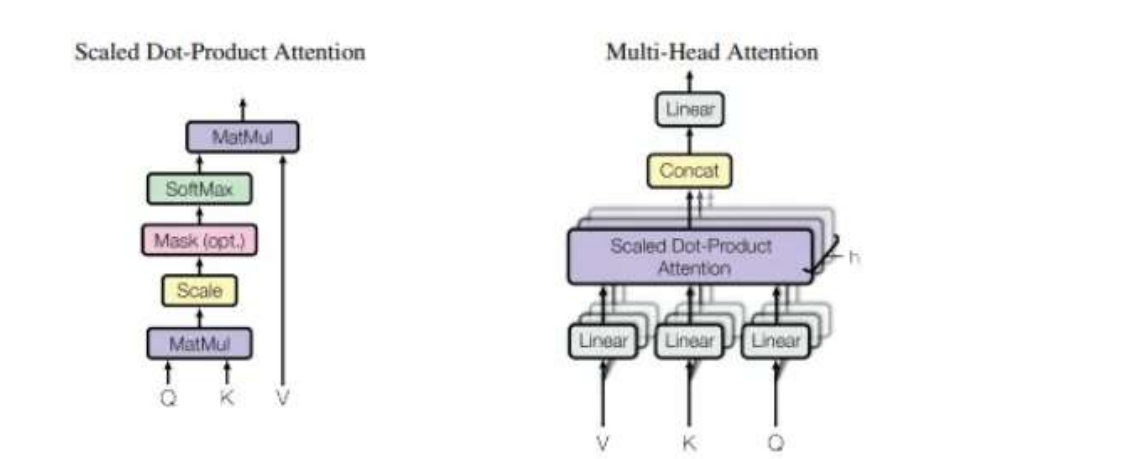 Scaled Dot-Product Attention
MatMul
SoftMax
Mask (opt.)
Scale
MatMul
Q K V
Multi-Head Attention
Linear
Concat
Scaled Dot-Product
Attention
h
Linear Linear Linear
V K Q